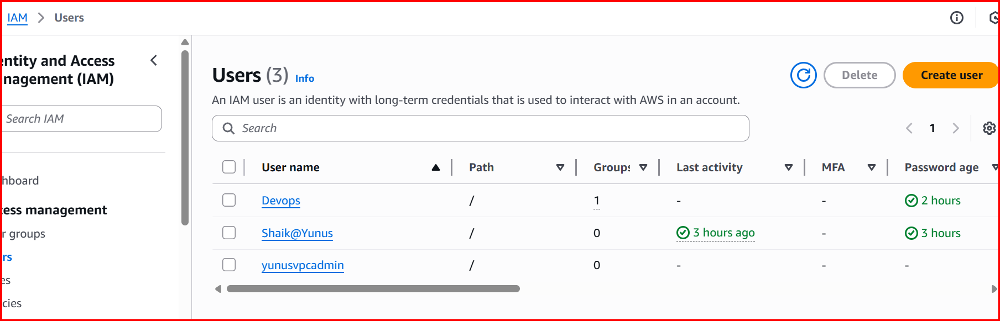 IAM > Users
entity and Access
nagement (IAM)
Search IAM
hboard
cess management
r groups
rs
es
cies
Users (3) Info
Delete
Create user
An IAM user is an identity with long-term credentials that is used to interact with AWS in an account.
Search
1
User name Path Groups Last activity MFA Password age
Devops / 1 - - 2 hours
Shaik@Yunus / 0 3 hours ago - 3 hours
yunusvpcadmin / 0 - - -